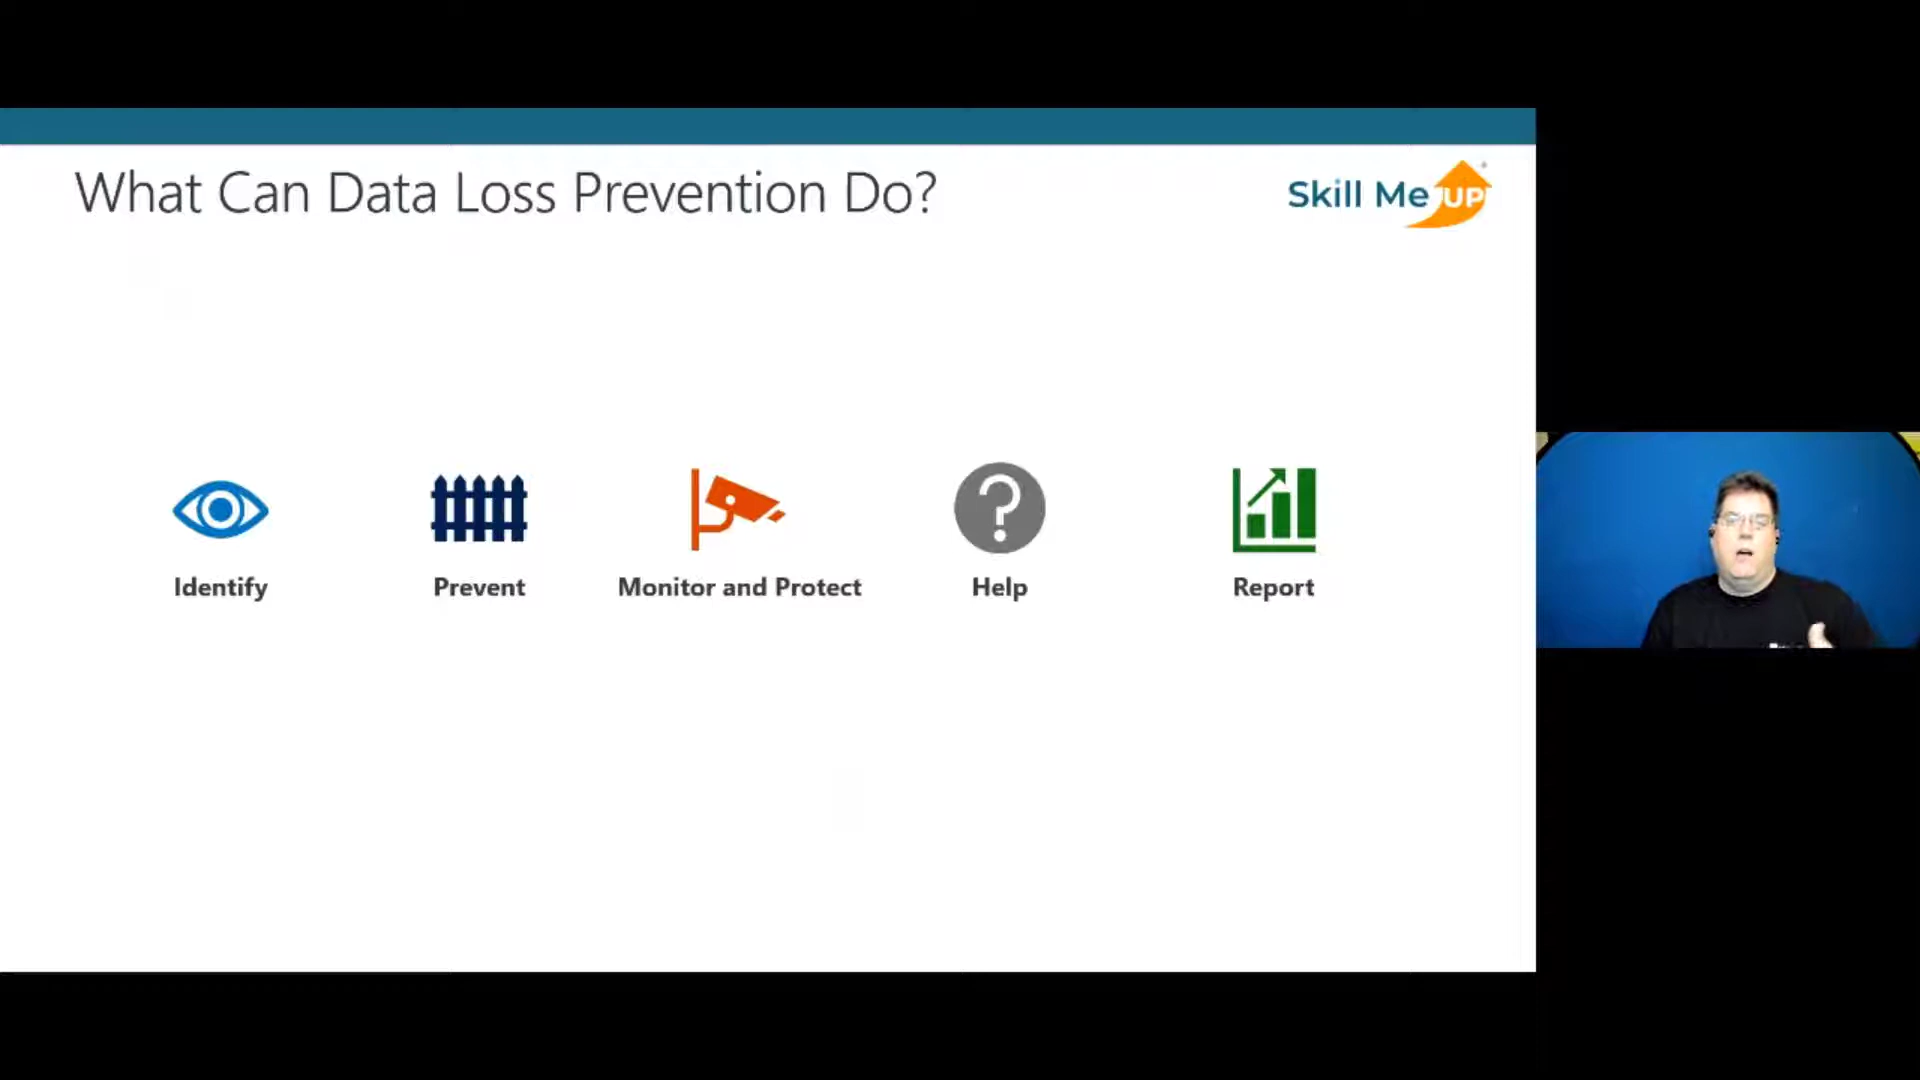 What Can Data Loss Prevention Do?
Skill Me UP
Identify
Prevent
Monitor and Protect
Help
Report